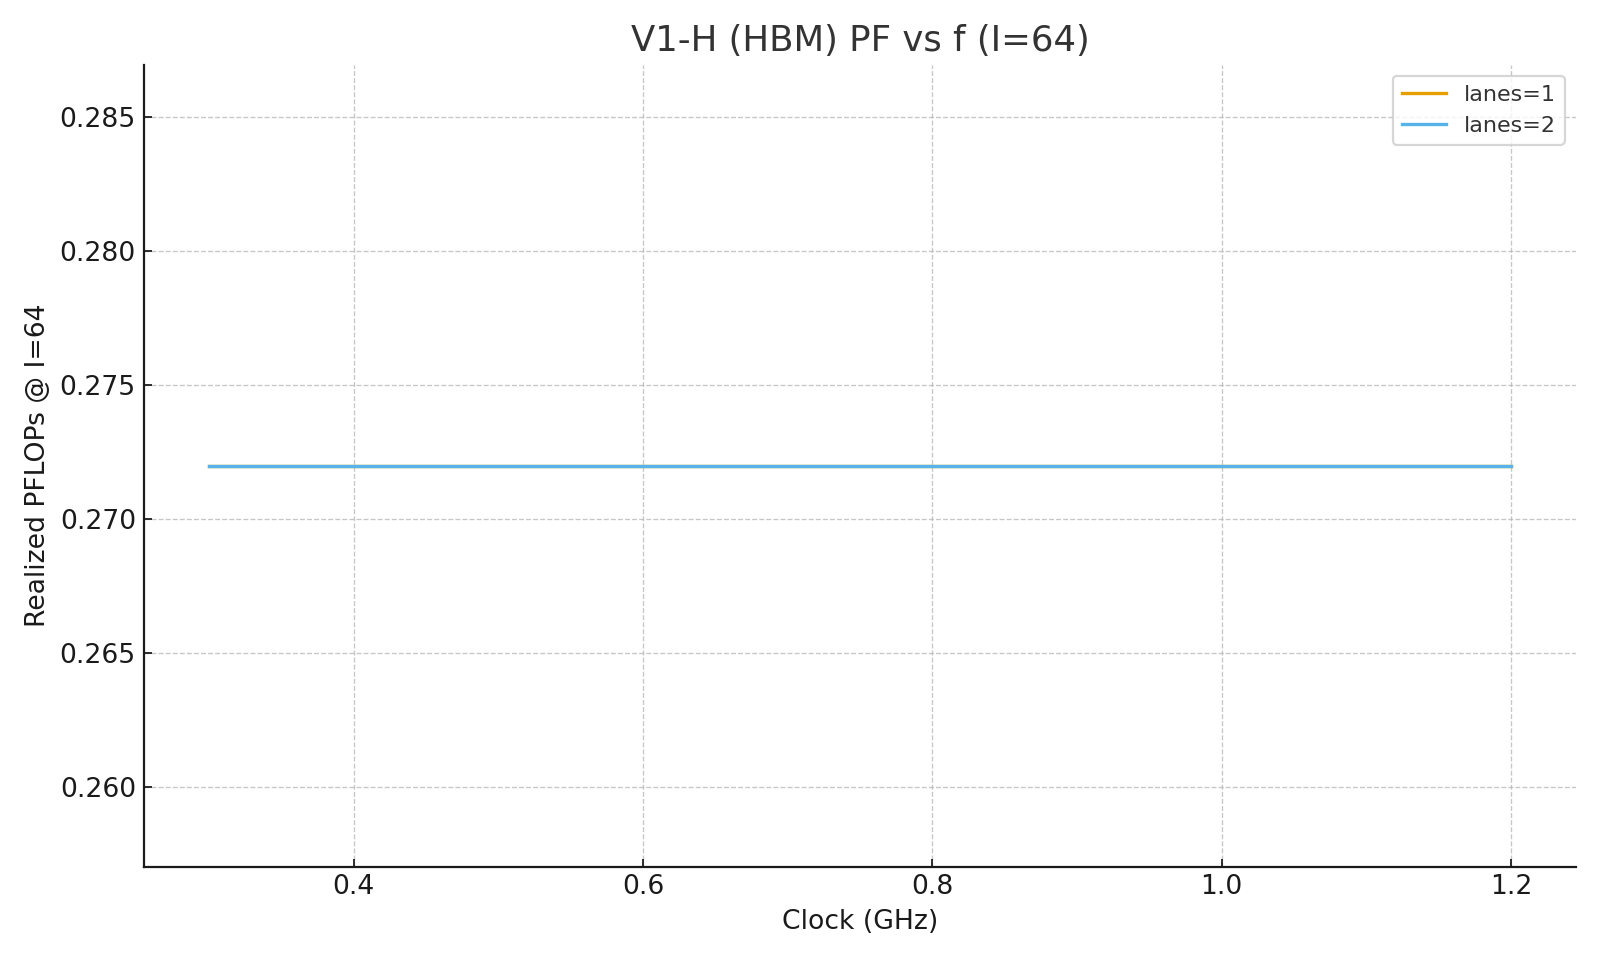 V1-H (HBM) PF vs f (I=64)
lanes=1
lanes=2
Realized PFLOPs @ I=64
0.285
0.280
0.275
0.270
0.265
0.260
0.4
0.6
0.8
1.0
1.2
Clock (GHz)